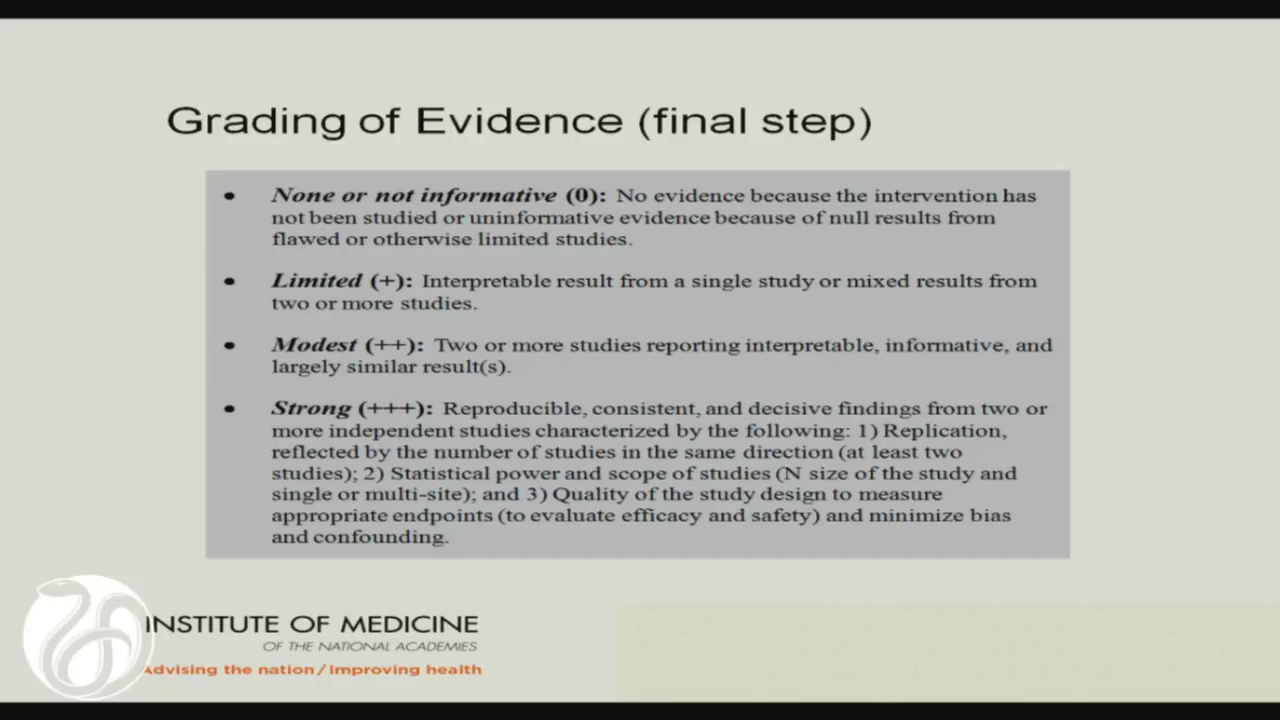 Grading of Evidence (final step)
• None or not informative (0): No evidence because the intervention has
not been studied or uninformative evidence because of null results from
flawed or otherwise limited studies.
• Limited (+): Interpretable result from a single study or mixed results from
two or more studies.
• Modest (++): Two or more studies reporting interpretable, informative, and
largely similar result(s).
• Strong (+++): Reproducible, consistent, and decisive findings from two or
more independent studies characterized by the following: 1) Replication,
reflected by the number of studies in the same direction (at least two
studies); 2) Statistical power and scope of studies (N size of the study and
single or multi-site); and 3) Quality of the study design to measure
appropriate endpoints (to evaluate efficacy and safety) and minimize bias
and confounding.
INSTITUTE OF MEDICINE
OF THE NATIONAL ACADEMIES
Advising the nation / Improving health